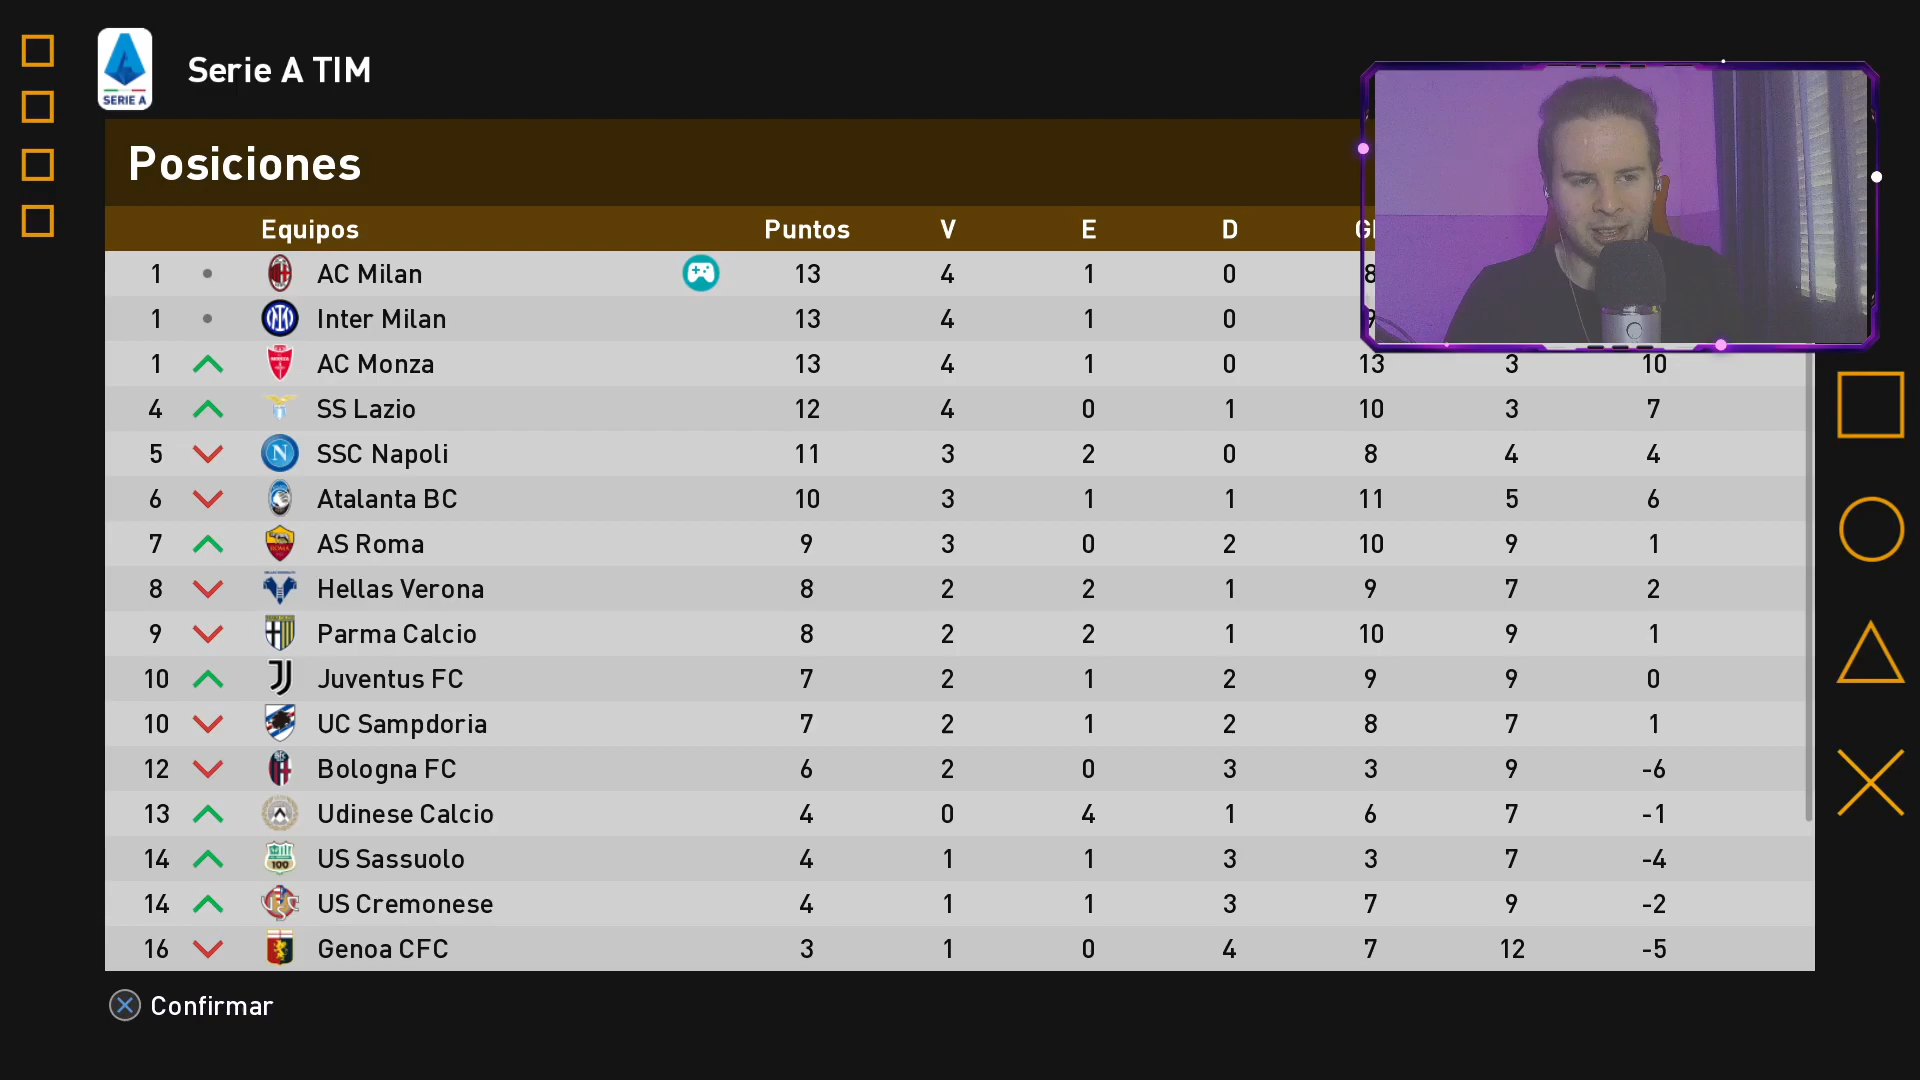 SERIE A
Serie A TIM
Posiciones
Equipos Puntos V E D
1 AC Milan 13 4 1 0 8
1 Inter Milan 13 4 1 0 9
1 AC Monza 13 4 1 0 13 3 10
4 SS Lazio 12 4 0 1 10 3 7
5 SSC Napoli 11 3 2 0 8 4 4
6 Atalanta BC 10 3 1 1 11 5 6
7 AS Roma 9 3 0 2 10 9 1
8 Hellas Verona 8 2 2 1 9 7 2
9 Parma Calcio 8 2 2 1 10 9 1
10 Juventus FC 7 2 1 2 9 9 0
10 UC Sampdoria 7 2 1 2 8 7 1
12 Bologna FC 6 2 0 3 3 9 -6
13 Udinese Calcio 4 0 4 1 6 7 -1
14 US Sassuolo 4 1 1 3 3 7 -4
14 US Cremonese 4 1 1 3 7 9 -2
16 Genoa CFC 3 1 0 4 7 12 -5
Confirmar